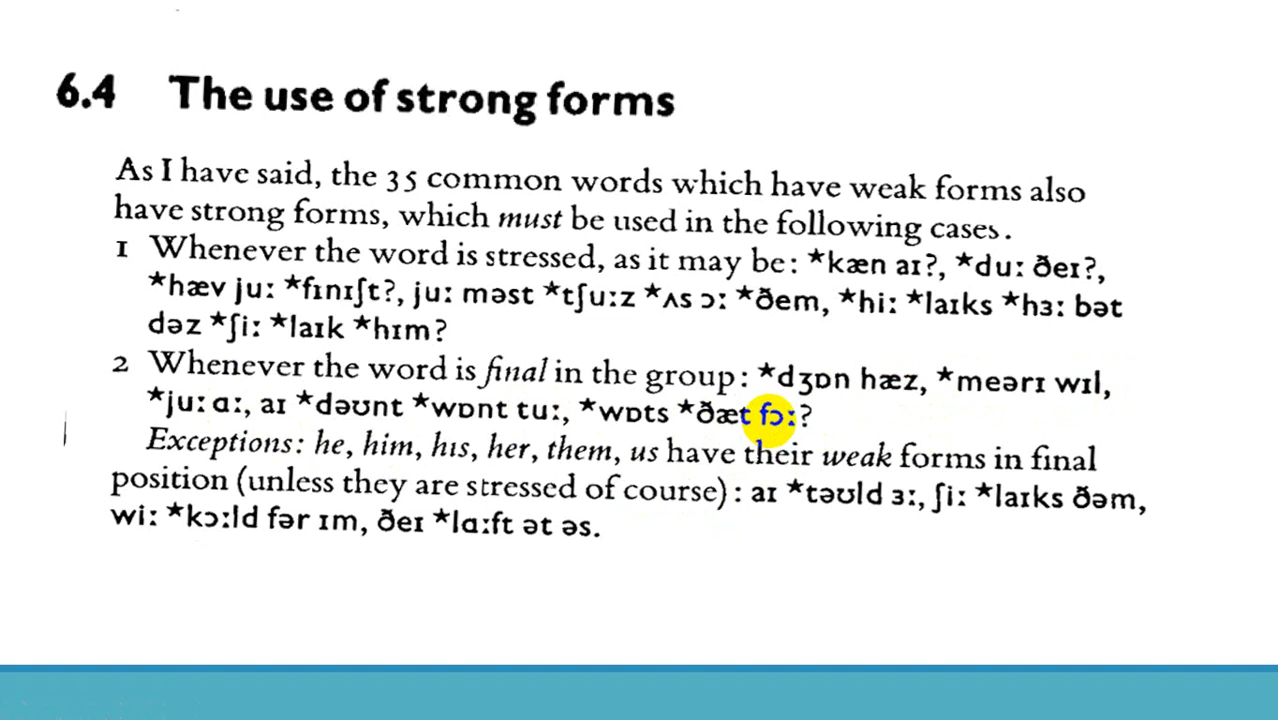 6.4 The use of strong forms
As I have said, the 35 common words which have weak forms also
have strong forms, which must be used in the following cases.
1 Whenever the word is stressed, as it may be: *kæn aɪ?, *duː ðeɪ?,
*hæv juː *fɪnɪʃt?, juː məst *tʃuːz *ʌs ɔː *ðem, *hiː *laɪks *hɜː bət
dəz *ʃiː *laɪk *hɪm?
2 Whenever the word is final in the group: *dʒɒn hæz, *meərɪ wɪl,
*juː ɑː, aɪ *dəʊnt *wɒnt tuː, *wɒts *ðæt fɔː?
Exceptions: he, him, his, her, them, us have their weak forms in final
position (unless they are stressed of course): aɪ *təʊld ɜː, ʃiː *laɪks ðəm,
wiː *kɔːld fər ɪm, ðeɪ *lɑːft ət əs.